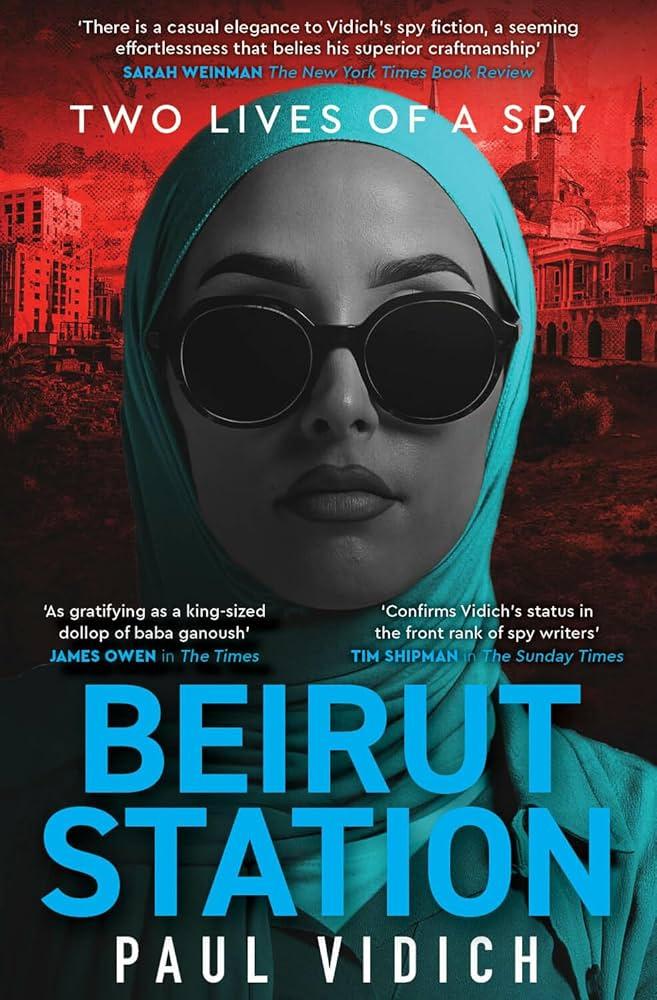 ‘There is a casual elegance to Vidich’s spy fiction, a seeming
effortlessness that belies his superior craftmanship’
SARAH WEINMAN The New York Times Book Review
TWO LIVES OF A SPY
‘As gratifying as a king-sized
dollop of baba ganoush’
JAMES OWEN in The Times
‘Confirms Vidich’s status in
the front rank of spy writers’
TIM SHIPMAN in The Sunday Times
BEIRUT
STATION
PAUL VIDICH